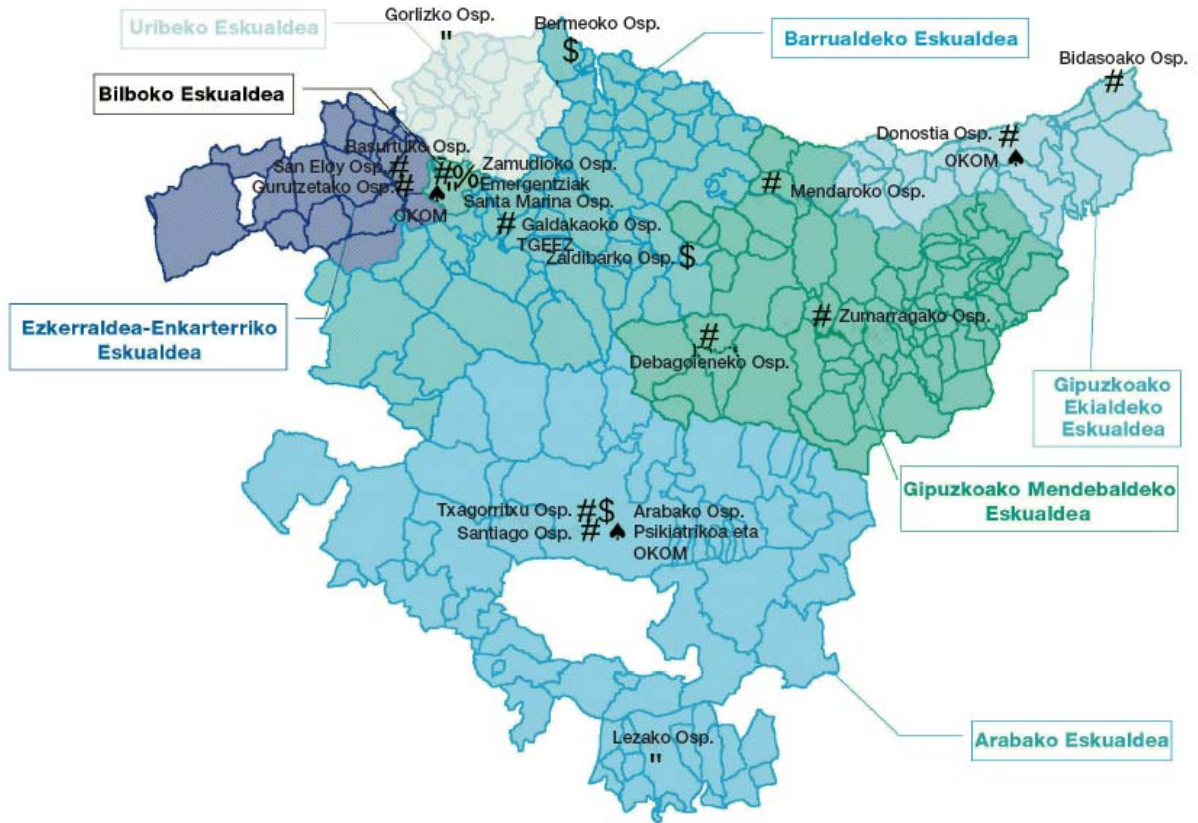 Gorlizko Osp.
"
Uribeko Eskualdea
Bermeoko Osp.
$
Barrualdeko Eskualdea
Bidasoako Osp.
#
Bilboko Eskualdea
Donostia Osp. #
OKOM ♠
Basurtuko Osp.
San Eloy Osp. #
Gurutzetako Osp. #
OKOM ♠
#% Zamudioko Osp.
" Emergentziak
Santa Marina Osp.
# Mendaroko Osp.
# Galdakaoko Osp.
TGEEZ
Zaldibarko Osp. $
Ezkerraldea-Enkarterriko
Eskualdea
# Zumarragako Osp.
#
Debagoieneko Osp.
Gipuzkoako
Ekialdeko
Eskualdea
Gipuzkoako Mendebaldeko
Eskualdea
Txagorritxu Osp. #$
Santiago Osp. # ♠
Arabako Osp.
Psikiatrikoa eta
OKOM
Lezako Osp.
"
Arabako Eskualdea